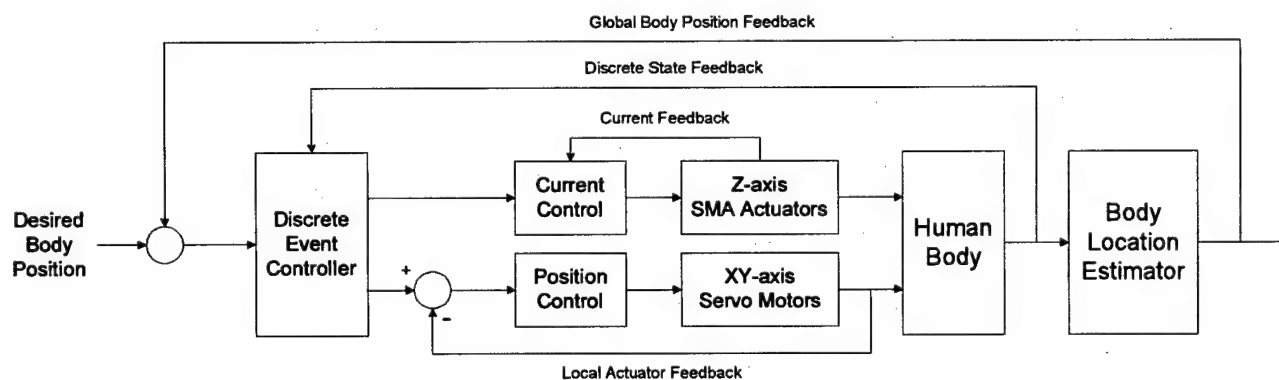 Global Body Position Feedback
Discrete State Feedback
Current Feedback
Desired
Body
Position
Discrete
Event
Controller
Current
Control
Z-axis
SMA Actuators
+
-
Position
Control
XY-axis
Servo Motors
Human
Body
Body
Location
Estimator
Local Actuator Feedback